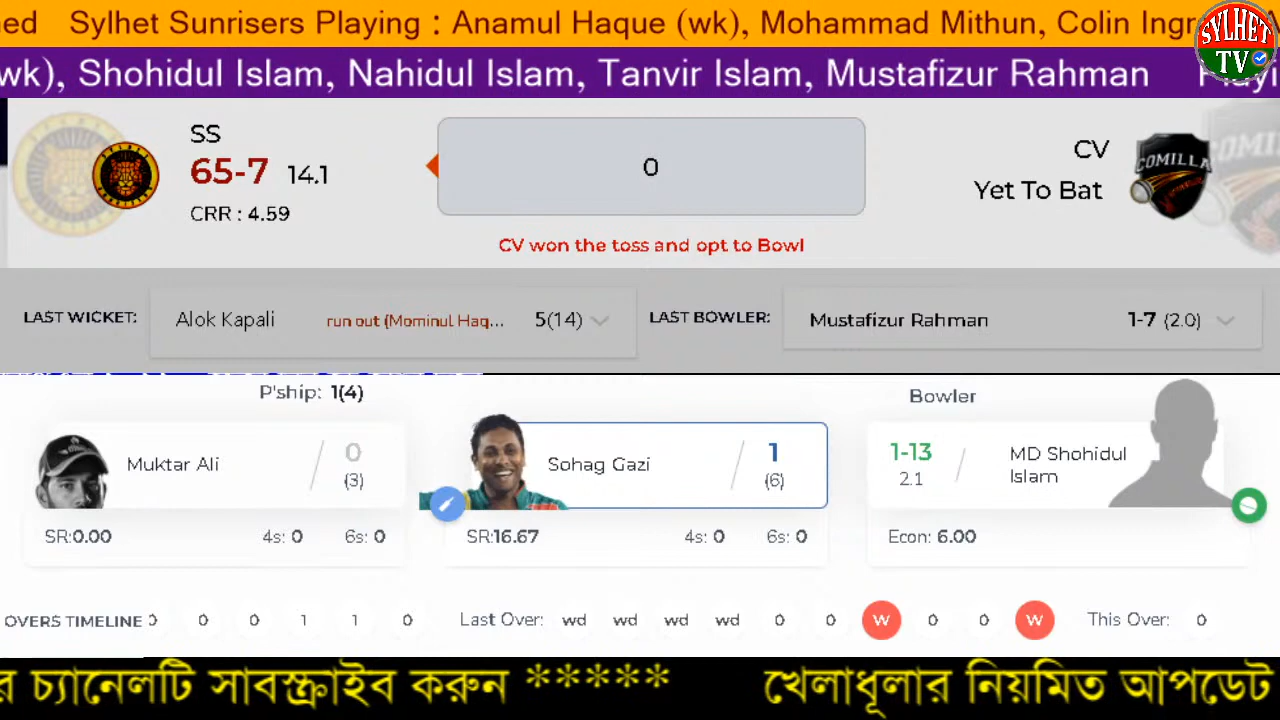 ed Sylhet Sunrisers Playing : Anamul Haque (wk), Mohammad Mithun, Colin Ingr
SYLHET
TV
wk), Shohidul Islam, Nahidul Islam, Tanvir Islam, Mustafizur Rahman Playi
SS
65-7 14.1
CRR : 4.59
0
CV won the toss and opt to Bowl
CV
Yet To Bat
COMILLA
LAST WICKET: Alok Kapali run out (Mominul Haq... 5(14)
LAST BOWLER: Mustafizur Rahman 1-7 (2.0)
P'ship: 1(4)
Bowler
Muktar Ali 0
(3)
SR:0.00 4s: 0 6s: 0
Sohag Gazi 1
(6)
SR:16.67 4s: 0 6s: 0
1-13
2.1
MD Shohidul
Islam
Econ: 6.00
OVERS TIMELINE 0 0 0 1 1 0 Last Over: wd wd wd wd 0 0 W 0 0 W This Over: 0
র চ্যানেলটি সাবস্ক্রাইব করুন ***** খেলাধূলার নিয়মিত আপডেট